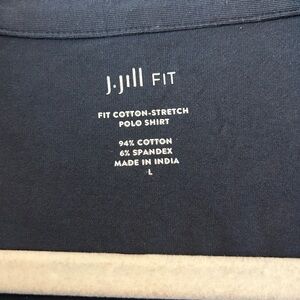 J.Jill FIT
FIT COTTON-STRETCH
POLO SHIRT
94% COTTON
6% SPANDEX
MADE IN INDIA
L